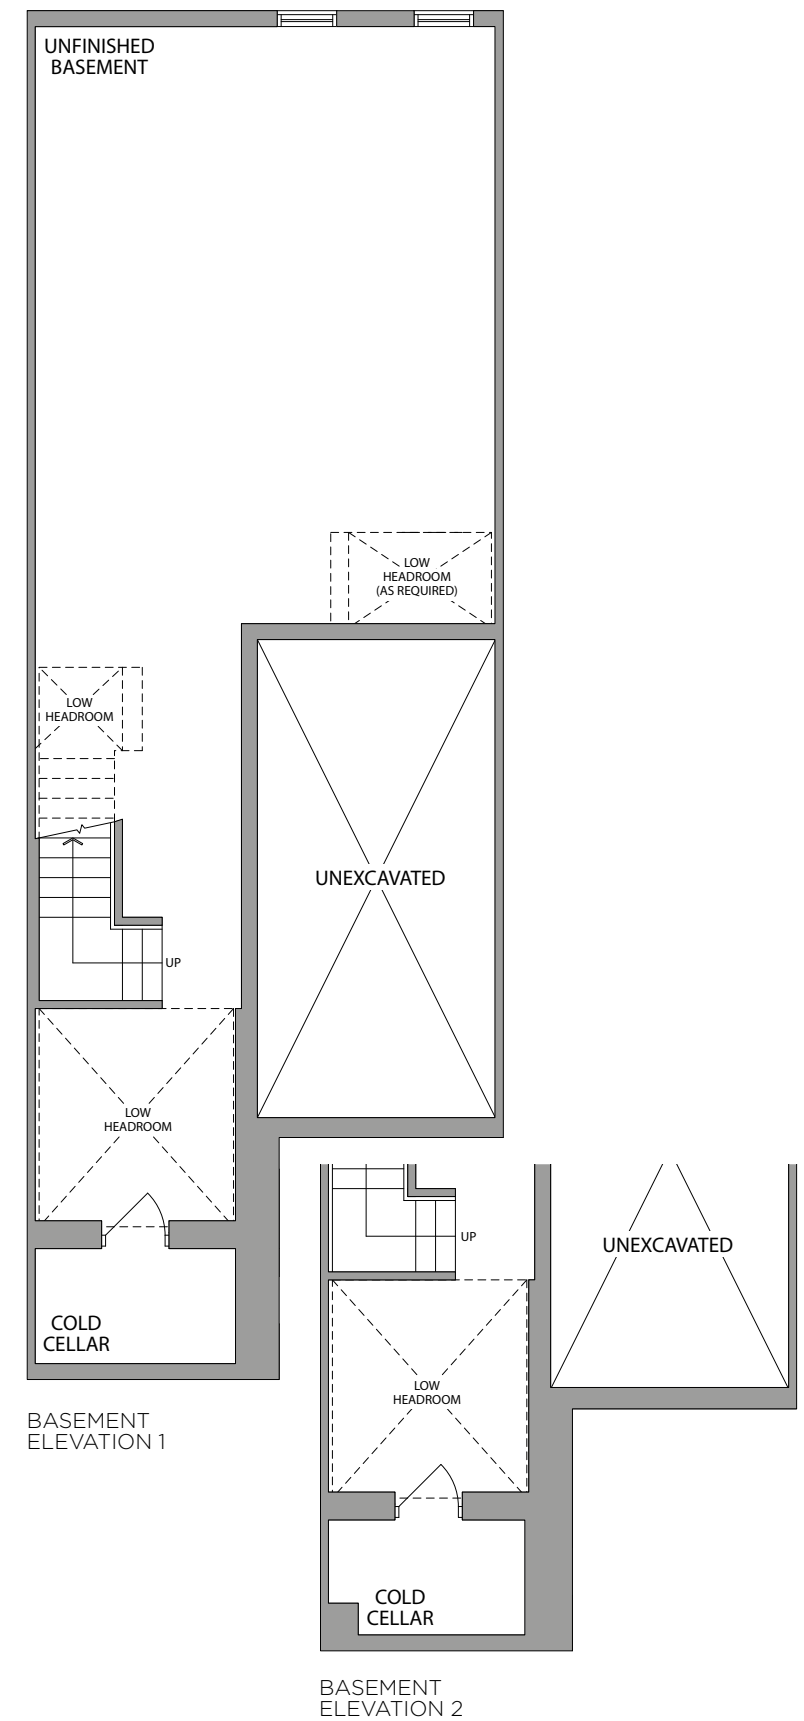 UNFINISHED
BASEMENT
LOW
HEADROOM
(AS REQUIRED)
LOW
HEADROOM
UNEXCAVATED
UP
LOW
HEADROOM
COLD
CELLAR
BASEMENT
ELEVATION 1
UP
UNEXCAVATED
LOW
HEADROOM
COLD
CELLAR
BASEMENT
ELEVATION 2